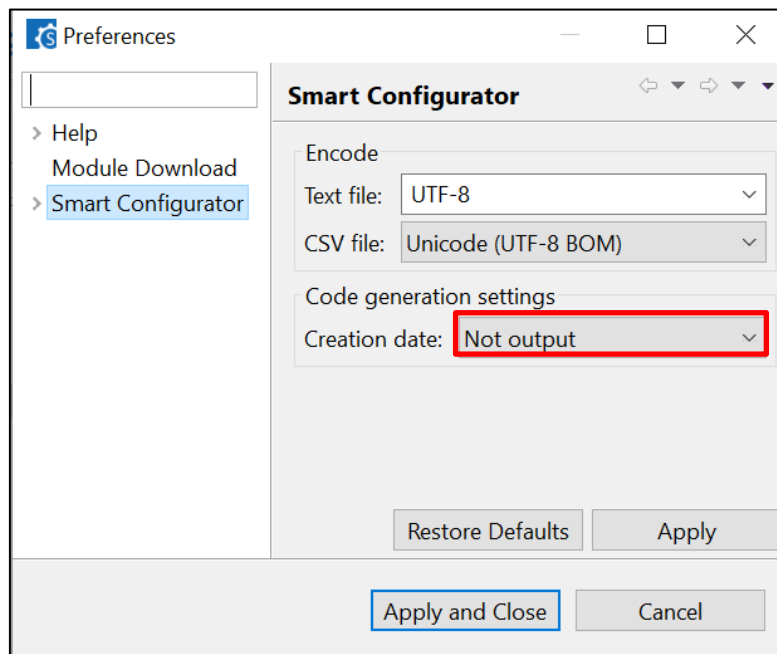 Preferences
Smart Configurator
Help
Module Download
Smart Configurator
Encode
Text file: UTF-8
CSV file: Unicode (UTF-8 BOM)
Code generation settings
Creation date: Not output
Restore Defaults Apply
Apply and Close Cancel